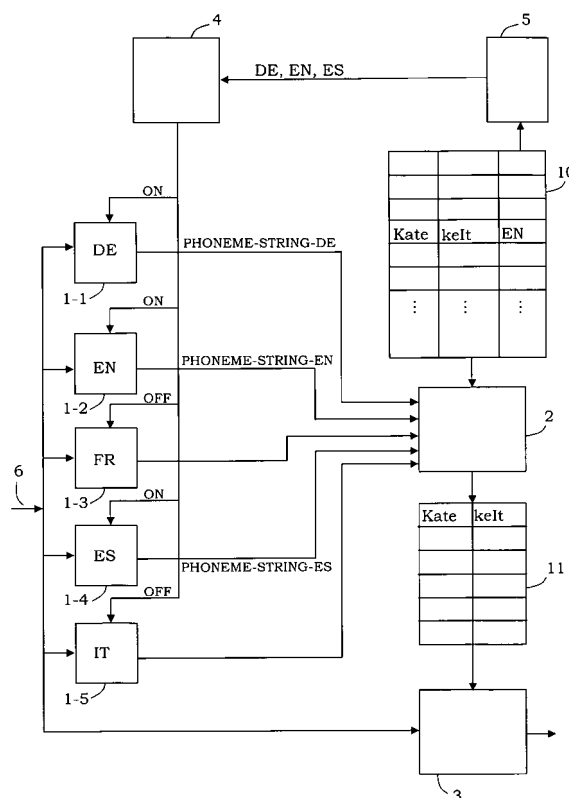 4
5
DE, EN, ES
10
ON
Kate keIt EN
DE
PHONEME-STRING-DE
1-1
ON
⋮ ⋮ ⋮
EN
PHONEME-STRING-EN
1-2
OFF
2
FR
6
1-3
ON
Kate keIt
ES
PHONEME-STRING-ES
1-4
OFF
11
IT
1-5
3